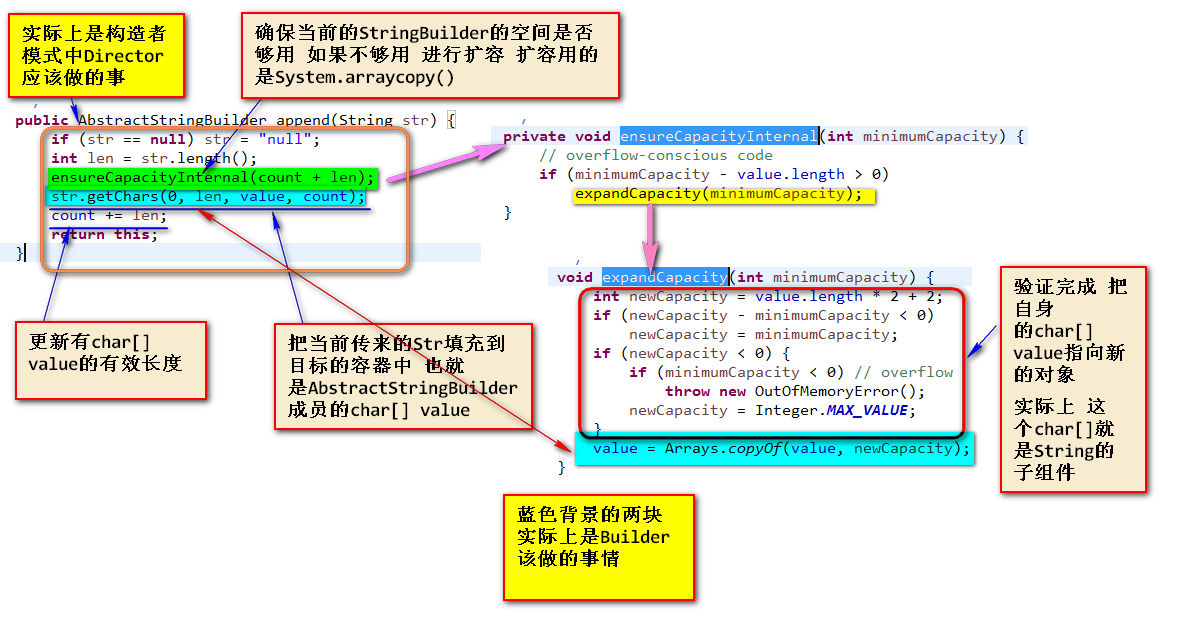 实际上是构造者
模式中Director
应该做的事
确保当前的StringBuilder的空间是否
够用 如果不够用 进行扩容 扩容用的
是System.arraycopy()
public AbstractStringBuilder append(String str) {
if (str == null) str = "null";
int len = str.length();
ensureCapacityInternal(count + len);
str.getChars(0, len, value, count);
count += len;
return this;
}
private void ensureCapacityInternal(int minimumCapacity) {
// overflow-conscious code
if (minimumCapacity - value.length > 0)
expandCapacity(minimumCapacity);
}
void expandCapacity(int minimumCapacity) {
int newCapacity = value.length * 2 + 2;
if (newCapacity - minimumCapacity < 0)
newCapacity = minimumCapacity;
if (newCapacity < 0) {
if (minimumCapacity < 0) // overflow
throw new OutOfMemoryError();
newCapacity = Integer.MAX_VALUE;
}
value = Arrays.copyOf(value, newCapacity);
}
更新有char[]
value的有效长度
把当前传来的Str填充到
目标的容器中 也就
是AbstractStringBuilder
成员的char[] value
验证完成 把
自身
的char[]
value指向新
的对象
实际上 这
个char[]就
是String的
子组件
蓝色背景的两块
实际上是Builder
该做的事情